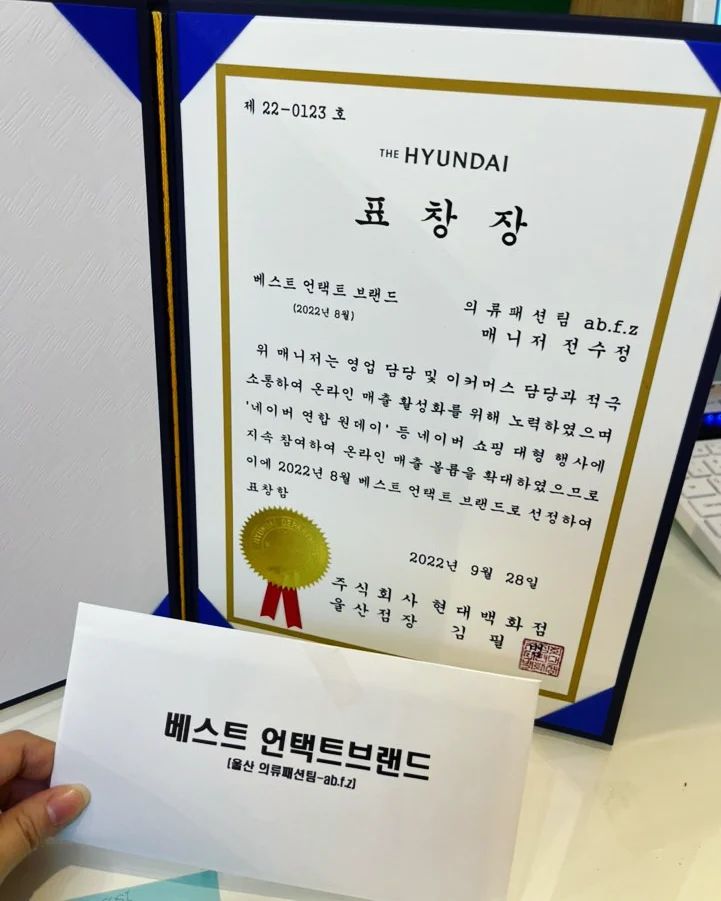 제 22-0123 호
THE HYUNDAI
표 창 장
베스트 언택트 브랜드
(2022년 8월)
의류패션팀 ab.f.z
매니저 전수정
위 매니저는 영업 담당 및 이커머스 담당과 적극
소통하여 온라인 매출 활성화를 위해 노력하였으며
'네이버 연합 원데이' 등 네이버 쇼핑 대형 행사에
지속 참여하여 온라인 매출 볼륨을 확대하였으므로
이에 2022년 8월 베스트 언택트 브랜드로 선정하여
표창함
2022년 9월 28일
주식회사 현대백화점
울산점장 김 필
베스트 언택트브랜드
(울산 의류패션팀-ab.f.z)